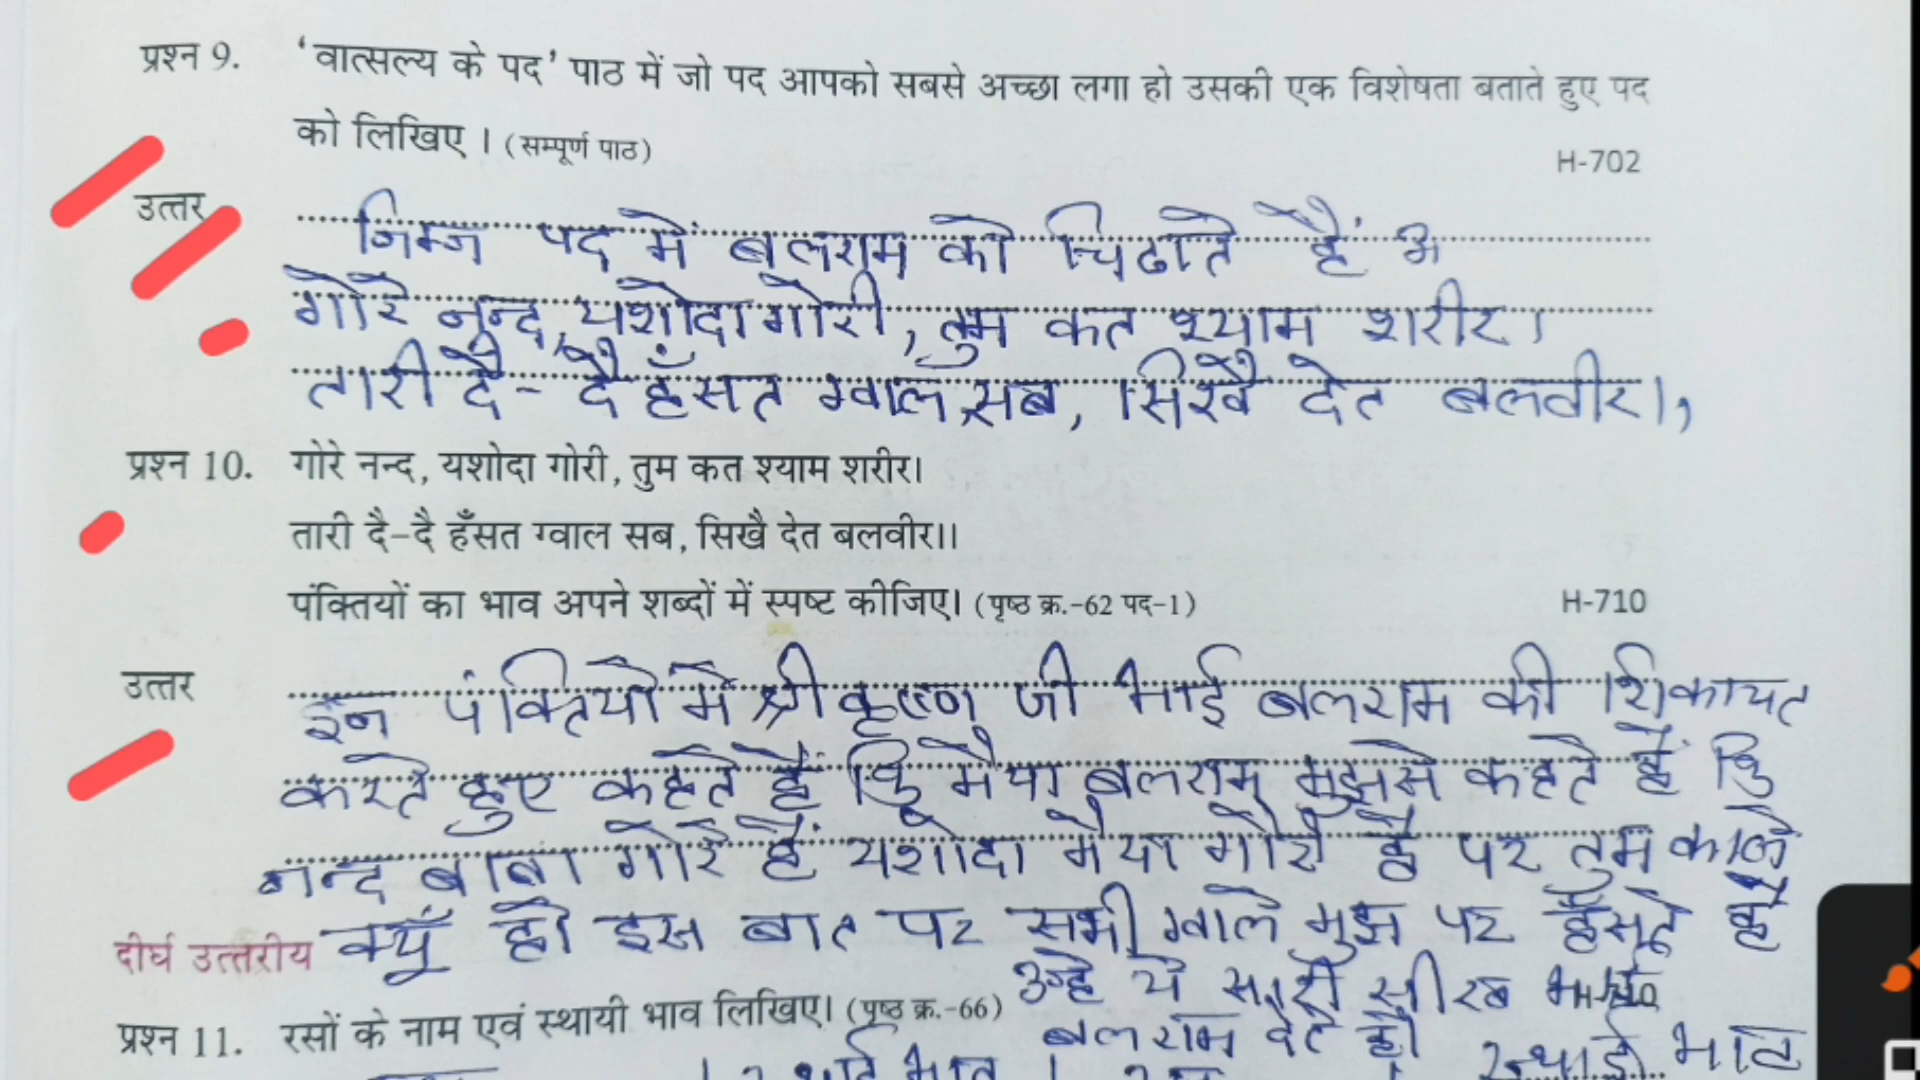 प्रश्न 9. 'वात्सल्य के पद' पाठ में जो पद आपको सबसे अच्छा लगा हो उसकी एक विशेषता बताते हुए पद
को लिखिए । (सम्पूर्ण पाठ)
H-702
उत्तर
निम्न पद में बलराम को चिढाते हैं
गोरे नन्द, यशोदा गोरी, तुम कत श्याम शरीर।
तारी दै- दै हँसत ग्वाल सब, सिखै देत बलवीर।,
प्रश्न 10. गोरे नन्द, यशोदा गोरी, तुम कत श्याम शरीर।
तारी दै-दै हँसत ग्वाल सब, सिखै देत बलवीर।।
पंक्तियों का भाव अपने शब्दों में स्पष्ट कीजिए। (पृष्ठ क्र.-62 पद-1)
H-710
उत्तर
इन पंक्तियो मे श्री कृष्ण जी भाई बलराम की शिकायत
करते हुए कहते हैं कि मैया बलराम मुझसे कहते हैं कि
नन्द बाबा गोरे हैं यशोदा मैया गोरी है पर तुम काले
क्यूँ हो इस बात पर सभी ग्वाले मुझ पर हँसते है
उन्हे ये सारी सीख
बलराम देते है।
दीर्घ उत्तरीय
प्रश्न 11. रसों के नाम एवं स्थायी भाव लिखिए। (पृष्ठ क्र.-66)